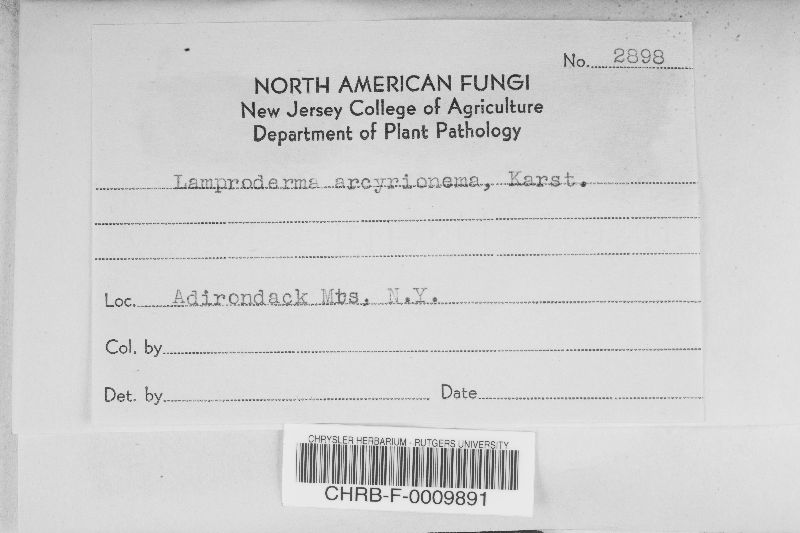 No. 2898
NORTH AMERICAN FUNGI
New Jersey College of Agriculture
Department of Plant Pathology
Lamproderma arcyrionema, Karst.
Loc. Adirondack Mts. N.Y.
Col. by
Det. by Date
CHRYSLER HERBARIUM - RUTGERS UNIVERSITY
CHRB-F-0009891